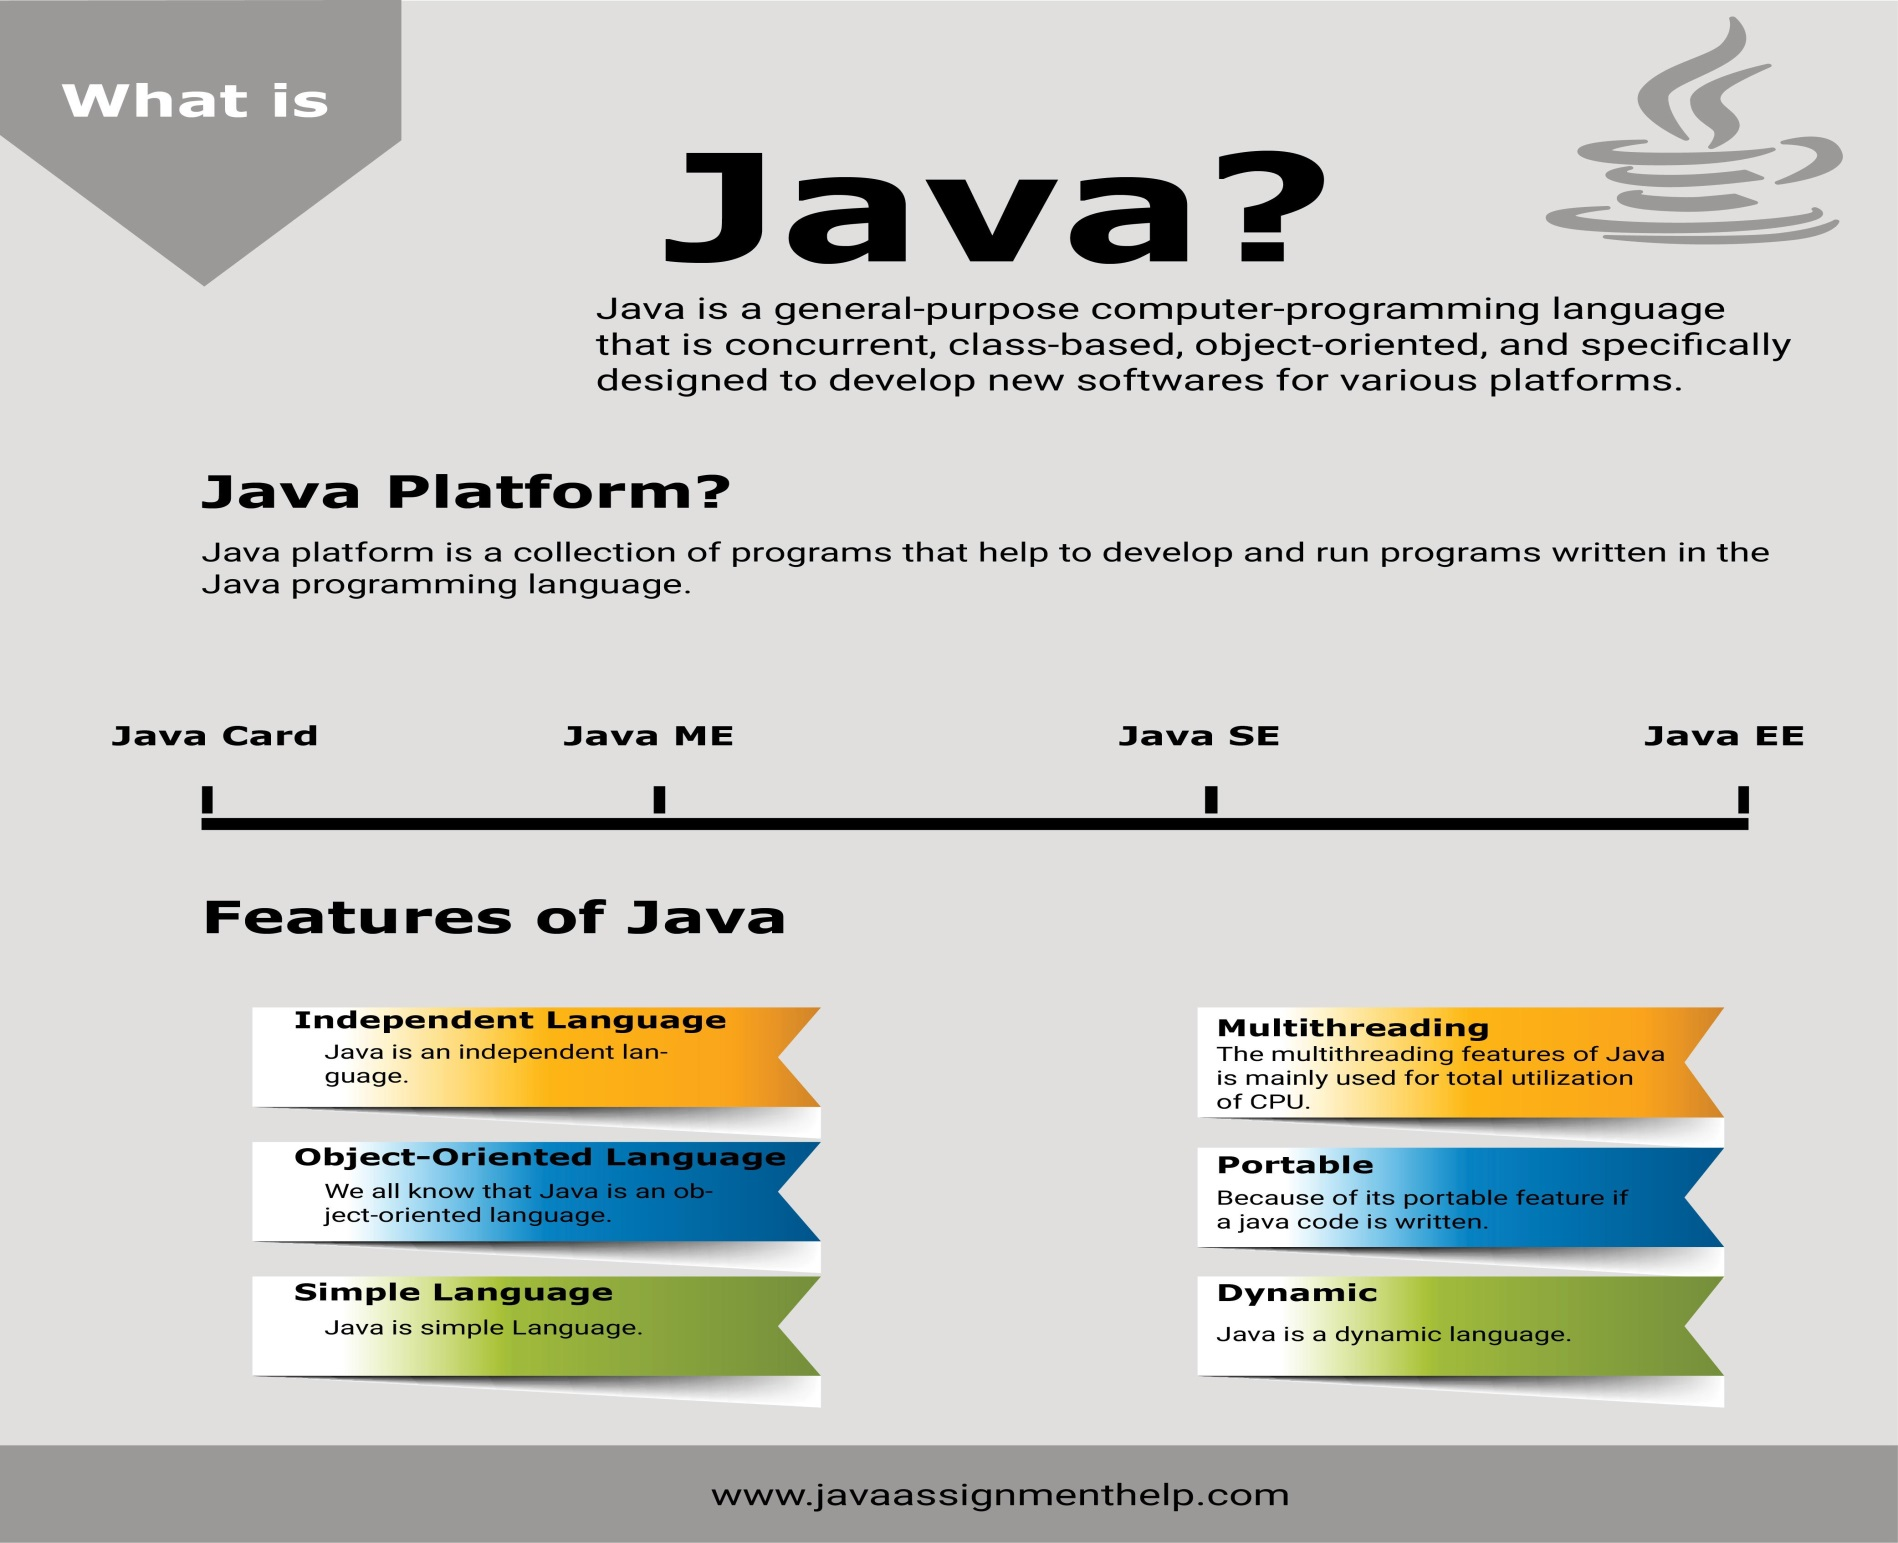 What is
Java?
Java is a general-purpose computer-programming language
that is concurrent, class-based, object-oriented, and specifically
designed to develop new softwares for various platforms.
Java Platform?
Java platform is a collection of programs that help to develop and run programs written in the
Java programming language.
Java Card
Java ME
Java SE
Java EE
Features of Java
Independent Language
Java is an independent lan-
guage.
Object-Oriented Language
We all know that Java is an ob-
ject-oriented language.
Simple Language
Java is simple Language.
Multithreading
The multithreading features of Java
is mainly used for total utilization
of CPU.
Portable
Because of its portable feature if
a java code is written.
Dynamic
Java is a dynamic language.
www.javaassignmenthelp.com